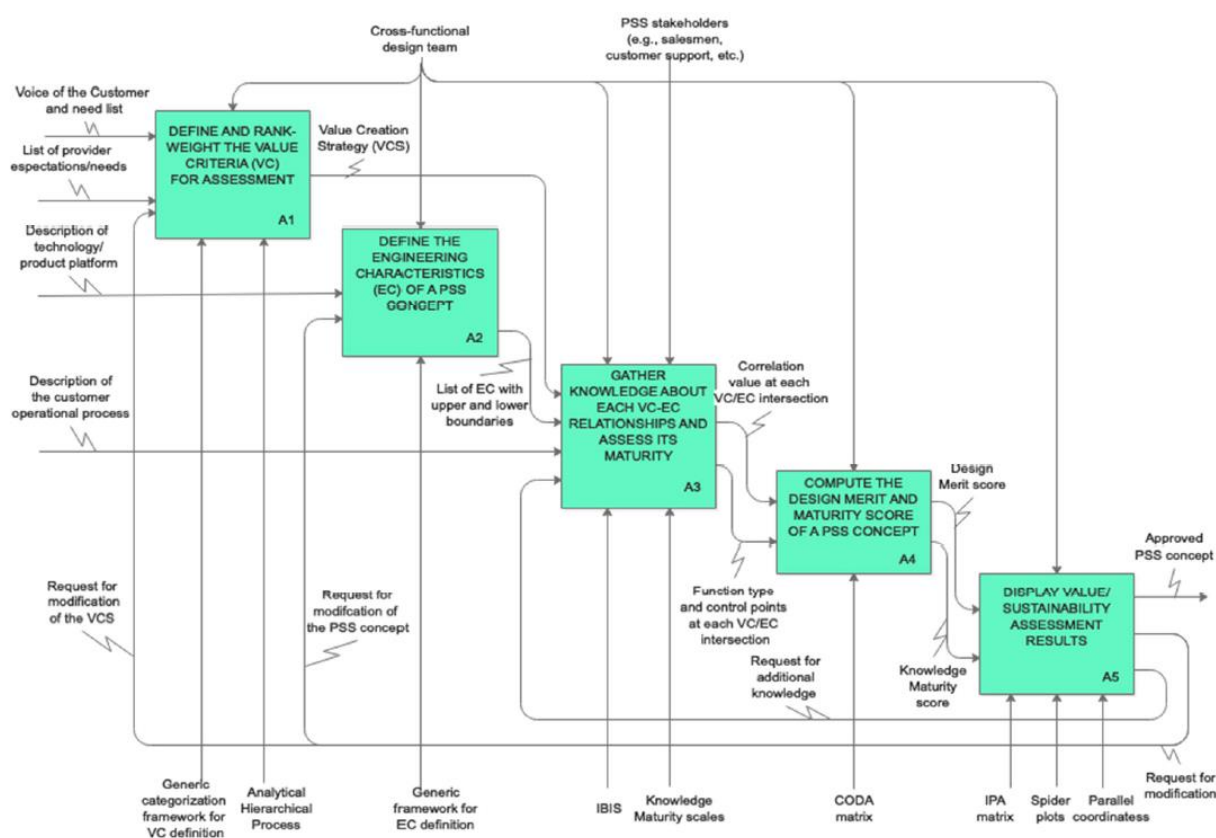 Cross-functional
design team
PSS stakeholders
(e.g., salesmen,
customer support, etc.)
Voice of the Customer
and need list
List of provider
espectations/needs
DEFINE AND RANK-
WEIGHT THE VALUE
CRITERIA (VC)
FOR ASSESSMENT
A1
Value Creation
Strategy (VCS)
Description of
technology/
product platform
DEFINE THE
ENGINEERING
CHARACTERISTICS
(EC) OF A PSS
CONCEPT
A2
Description of
the customer
operational process
List of EC with
upper and lower
boundaries
GATHER
KNOWLEDGE ABOUT
EACH VC-EC
RELATIONSHIPS AND
ASSESS ITS
MATURITY
A3
Correlation
value at each
VC/EC intersection
COMPUTE THE
DESIGN MERIT AND
MATURITY SCORE
OF A PSS CONCEPT
A4
Design
Merit score
Approved
PSS concept
Request for
modification
of the VCS
Request for
modifcation of
the PSS concept
Function type
and control points
at each VC/EC
intersection
DISPLAY VALUE/
SUSTAINABILITY
ASSESSMENT
RESULTS
A5
Request for
additional
knowledge
Knowledge
Maturity
score
Generic
categorization
framework for
VC definition
Analytical
Hierarchical
Process
Generic
framework for
EC definition
IBIS
Knowledge
Maturity scales
CODA
matrix
IPA
matrix
Spider
plots
Parallel
coordinatess
Request for
modification